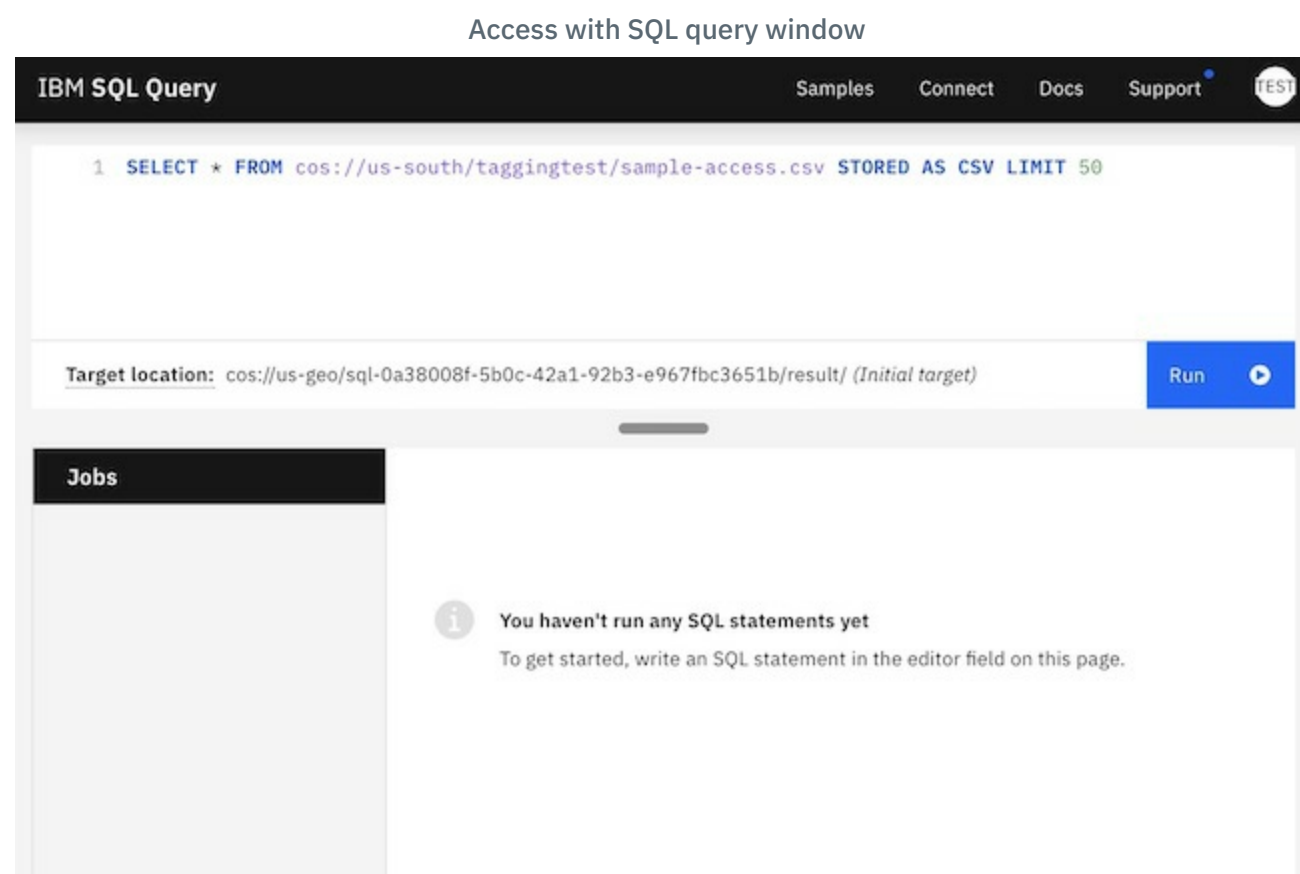 Access with SQL query window
IBM SQL Query Samples Connect Docs Support TEST
1 SELECT * FROM cos://us-south/taggingtest/sample-access.csv STORED AS CSV LIMIT 50
Target location: cos://us-geo/sql-0a38008f-5b0c-42a1-92b3-e967fbc3651b/result/ (Initial target) Run
Jobs
You haven't run any SQL statements yet
To get started, write an SQL statement in the editor field on this page.